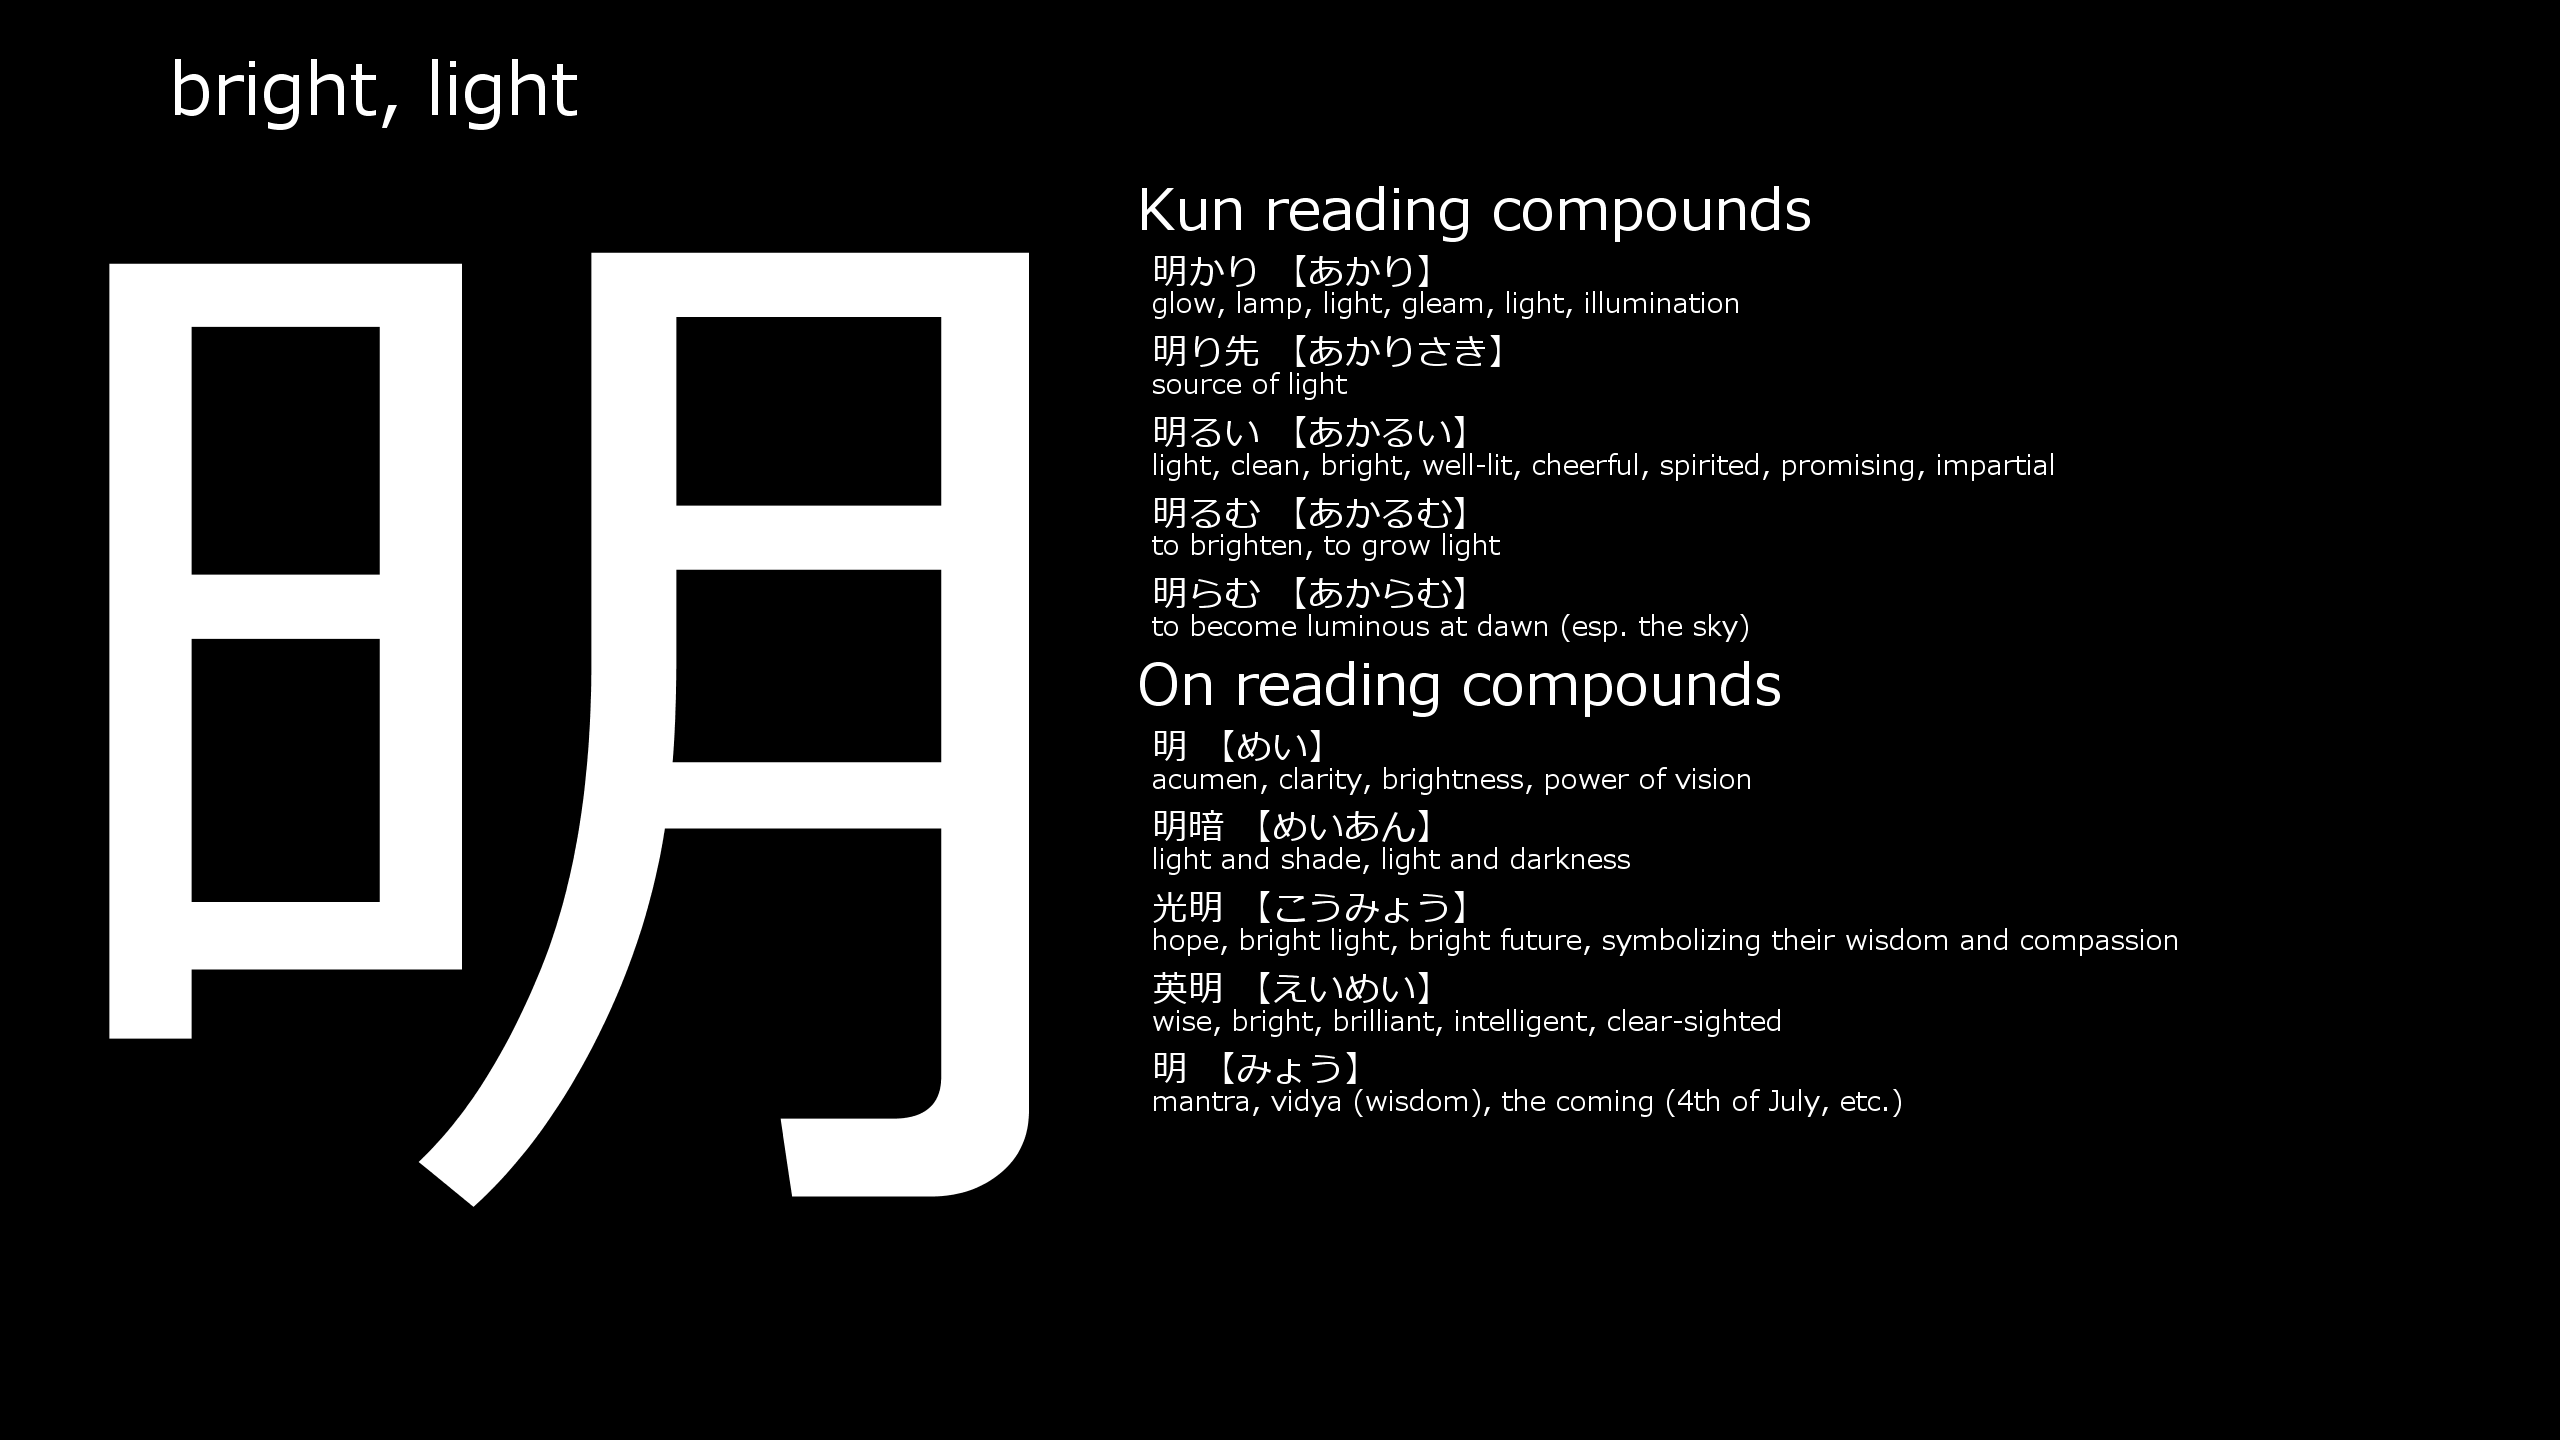 bright, light
明
Kun reading compounds
明かり 【あかり】
glow, lamp, light, gleam, light, illumination
明り先 【あかりさき】
source of light
明るい 【あかるい】
light, clean, bright, well-lit, cheerful, spirited, promising, impartial
明るむ 【あかるむ】
to brighten, to grow light
明らむ 【あからむ】
to become luminous at dawn (esp. the sky)
On reading compounds
明 【めい】
acumen, clarity, brightness, power of vision
明暗 【めいあん】
light and shade, light and darkness
光明 【こうみょう】
hope, bright light, bright future, symbolizing their wisdom and compassion
英明 【えいめい】
wise, bright, brilliant, intelligent, clear-sighted
明 【みょう】
mantra, vidya (wisdom), the coming (4th of July, etc.)